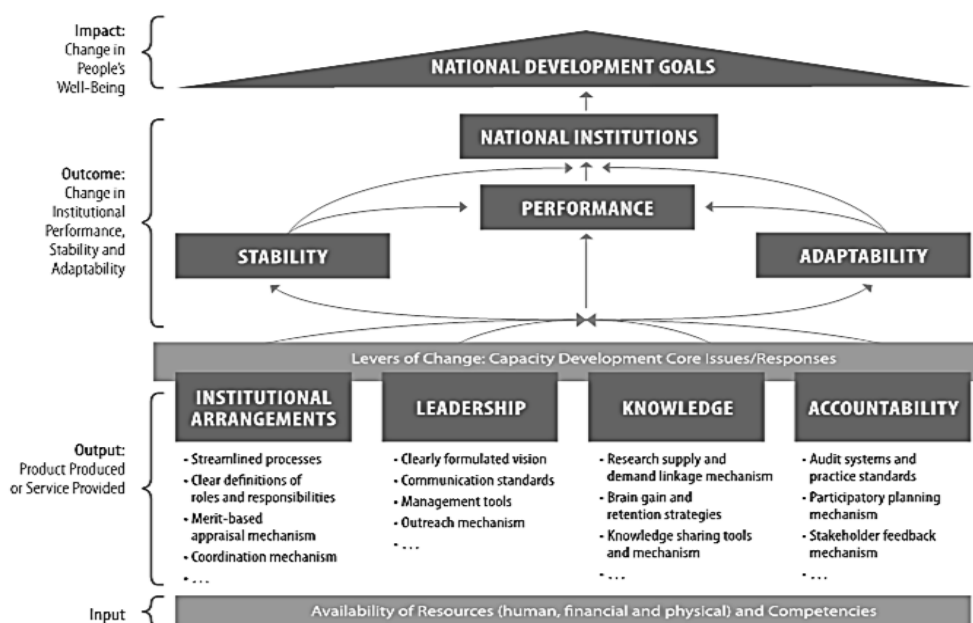 Impact:
Change in
People's
Well-Being
NATIONAL DEVELOPMENT GOALS
NATIONAL INSTITUTIONS
Outcome:
Change in
Institutional
Performance,
Stability and
Adaptability
PERFORMANCE
STABILITY
ADAPTABILITY
Levers of Change: Capacity Development Core Issues/Responses
Output:
Product Produced
or Service Provided
INSTITUTIONAL
ARRANGEMENTS
• Streamlined processes
• Clear definitions of
roles and responsibilities
• Merit-based
appraisal mechanism
• Coordination mechanism
• ...
LEADERSHIP
• Clearly formulated vision
• Communication standards
• Management tools
• Outreach mechanism
• ...
KNOWLEDGE
• Research supply and
demand linkage mechanism
• Brain gain and
retention strategies
• Knowledge sharing tools
and mechanism
• ...
ACCOUNTABILITY
• Audit systems and
practice standards
• Participatory planning
mechanism
• Stakeholder feedback
mechanism
• ...
Input
Availability of Resources (human, financial and physical) and Competencies